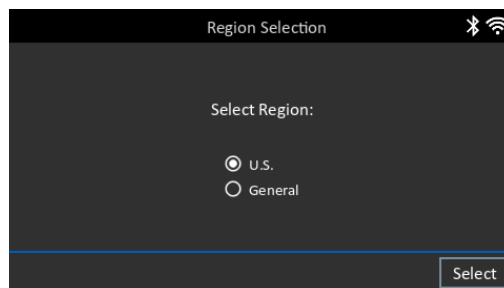 Region Selection
Select Region:
U.S.
General
Select